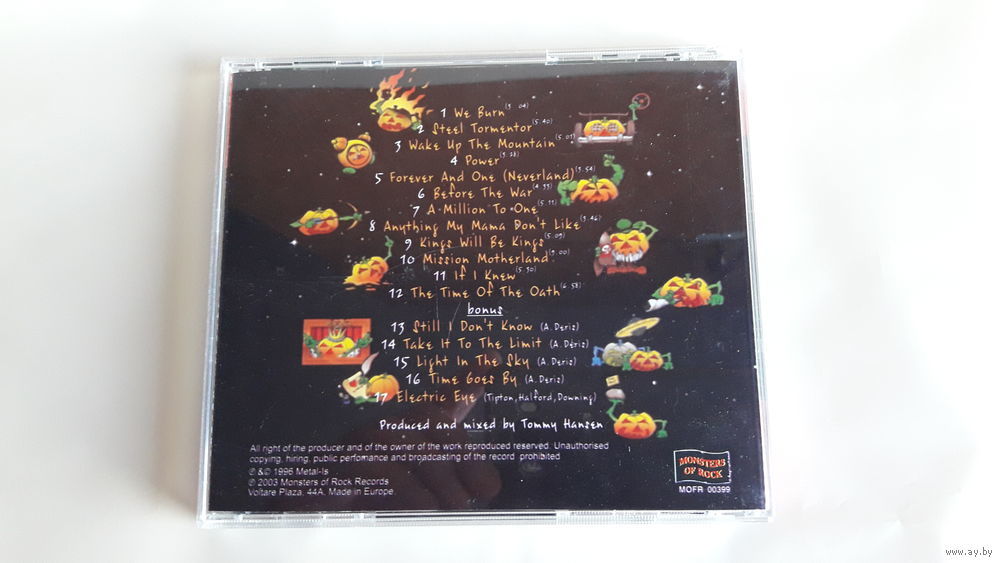 1 We Burn (5:04)
2 Steel Tormentor (5:40)
3 Wake Up The Mountain (5:01)
4 Power (3:28)
5 Forever And One (Neverland) (3:54)
6 Before The War (4:33)
7 A Million To One (5:11)
8 Anything My Mama Don't Like (3:46)
9 Kings Will Be Kings (5:09)
10 Mission Motherland (9:00)
11 If I Knew (5:30)
12 The Time Of The Oath (6:58)
bonus
13 Still I Don't Know (A. Deriz)
14 Take It To The Limit (A. Deriz)
15 Light In The Sky (A. Deriz)
16 Time Goes By (A. Deriz)
17 Electric Eye (Tipton, Halford, Downing)
Produced and mixed by Tommy Hansen
All right of the producer and of the owner of the work reproduced reserved. Unauthorised
copying, hiring, public perfomance and broadcasting of the record prohibited
℗ &© 1996 Metal-Is
© 2003 Monsters of Rock Records
Voltare Plaza, 44A. Made in Europe.
MONSTERS
OF ROCK
MOFR 00399
www.ay.by